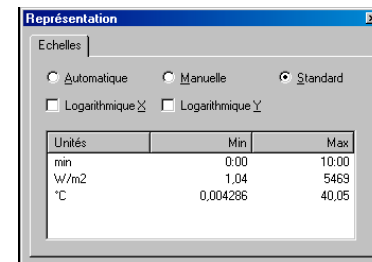 Représentation
Echelles
Automatique Manuelle Standard
Logarithmique X Logarithmique Y
Unités Min Max
min 0:00 10:00
W/m2 1,04 5469
°C 0,004286 40,05